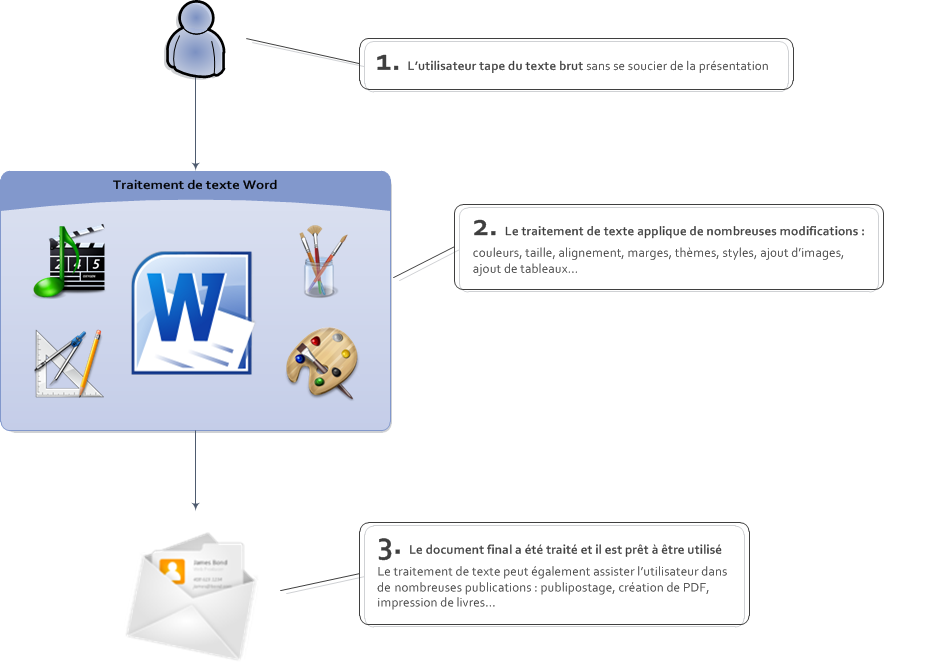 1. L’utilisateur tape du texte brut sans se soucier de la présentation
Traitement de texte Word
2 4 5
W
2. Le traitement de texte applique de nombreuses modifications :
couleurs, taille, alignement, marges, thèmes, styles, ajout d’images,
ajout de tableaux...
James Bond
3. Le document final a été traité et il est prêt à être utilisé
Le traitement de texte peut également assister l’utilisateur dans
de nombreuses publications : publipostage, création de PDF,
impression de livres...